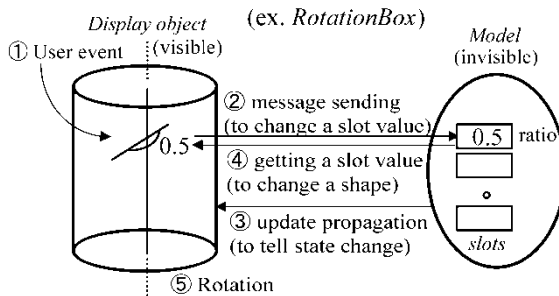 (ex. RotationBox)
Display object
(visible)
Model
(invisible)
① User event
② message sending
(to change a slot value)
0.5
0.5
ratio
④ getting a slot value
(to change a shape)
③ update propagation
(to tell state change)
slots
⑤ Rotation